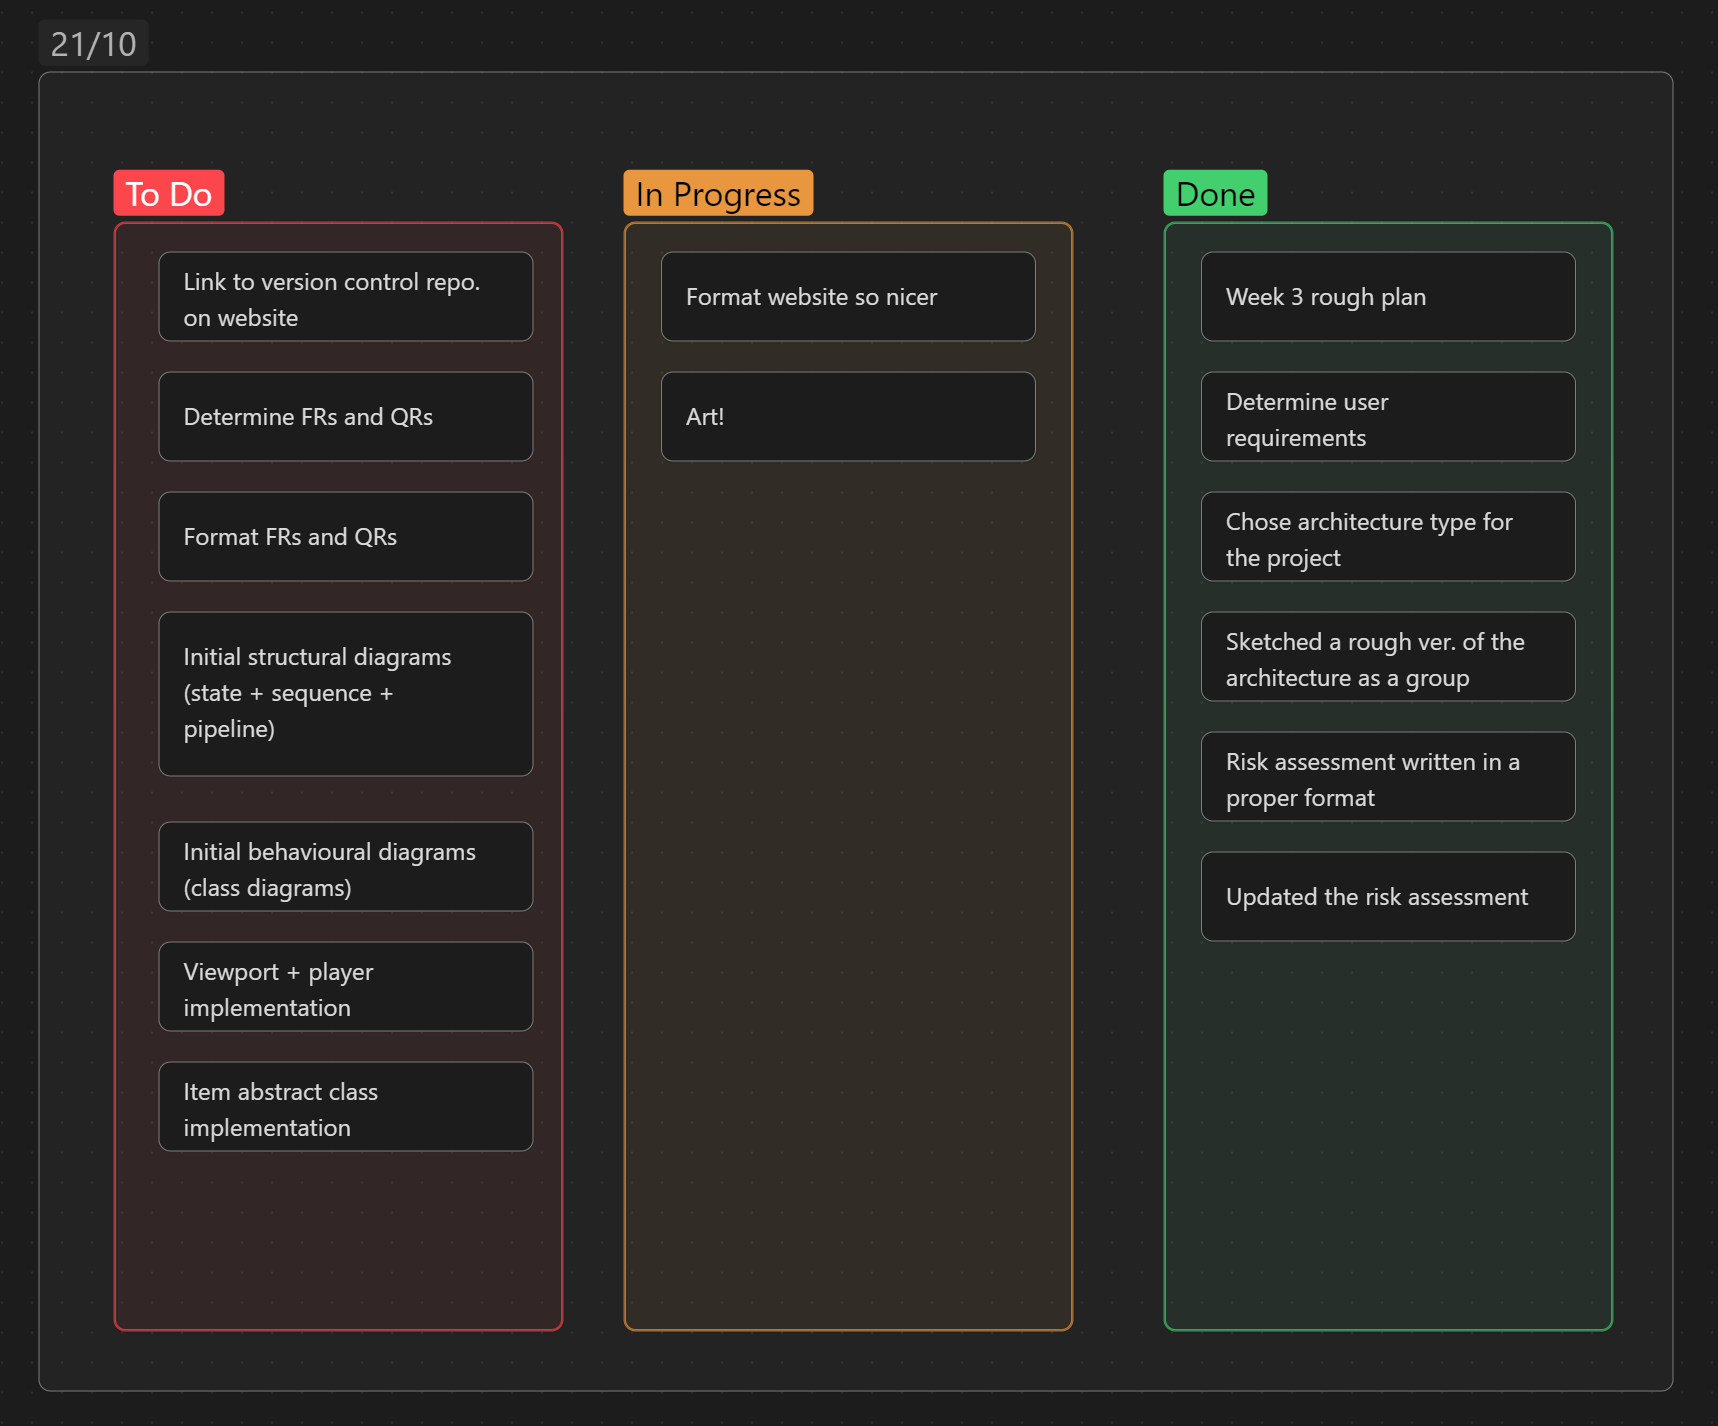 21/10
To Do
Link to version control repo.
on website
Determine FRs and QRs
Format FRs and QRs
Initial structural diagrams
(state + sequence +
pipeline)
Initial behavioural diagrams
(class diagrams)
Viewport + player
implementation
Item abstract class
implementation
In Progress
Format website so nicer
Art!
Done
Week 3 rough plan
Determine user
requirements
Chose architecture type for
the project
Sketched a rough ver. of the
architecture as a group
Risk assessment written in a
proper format
Updated the risk assessment